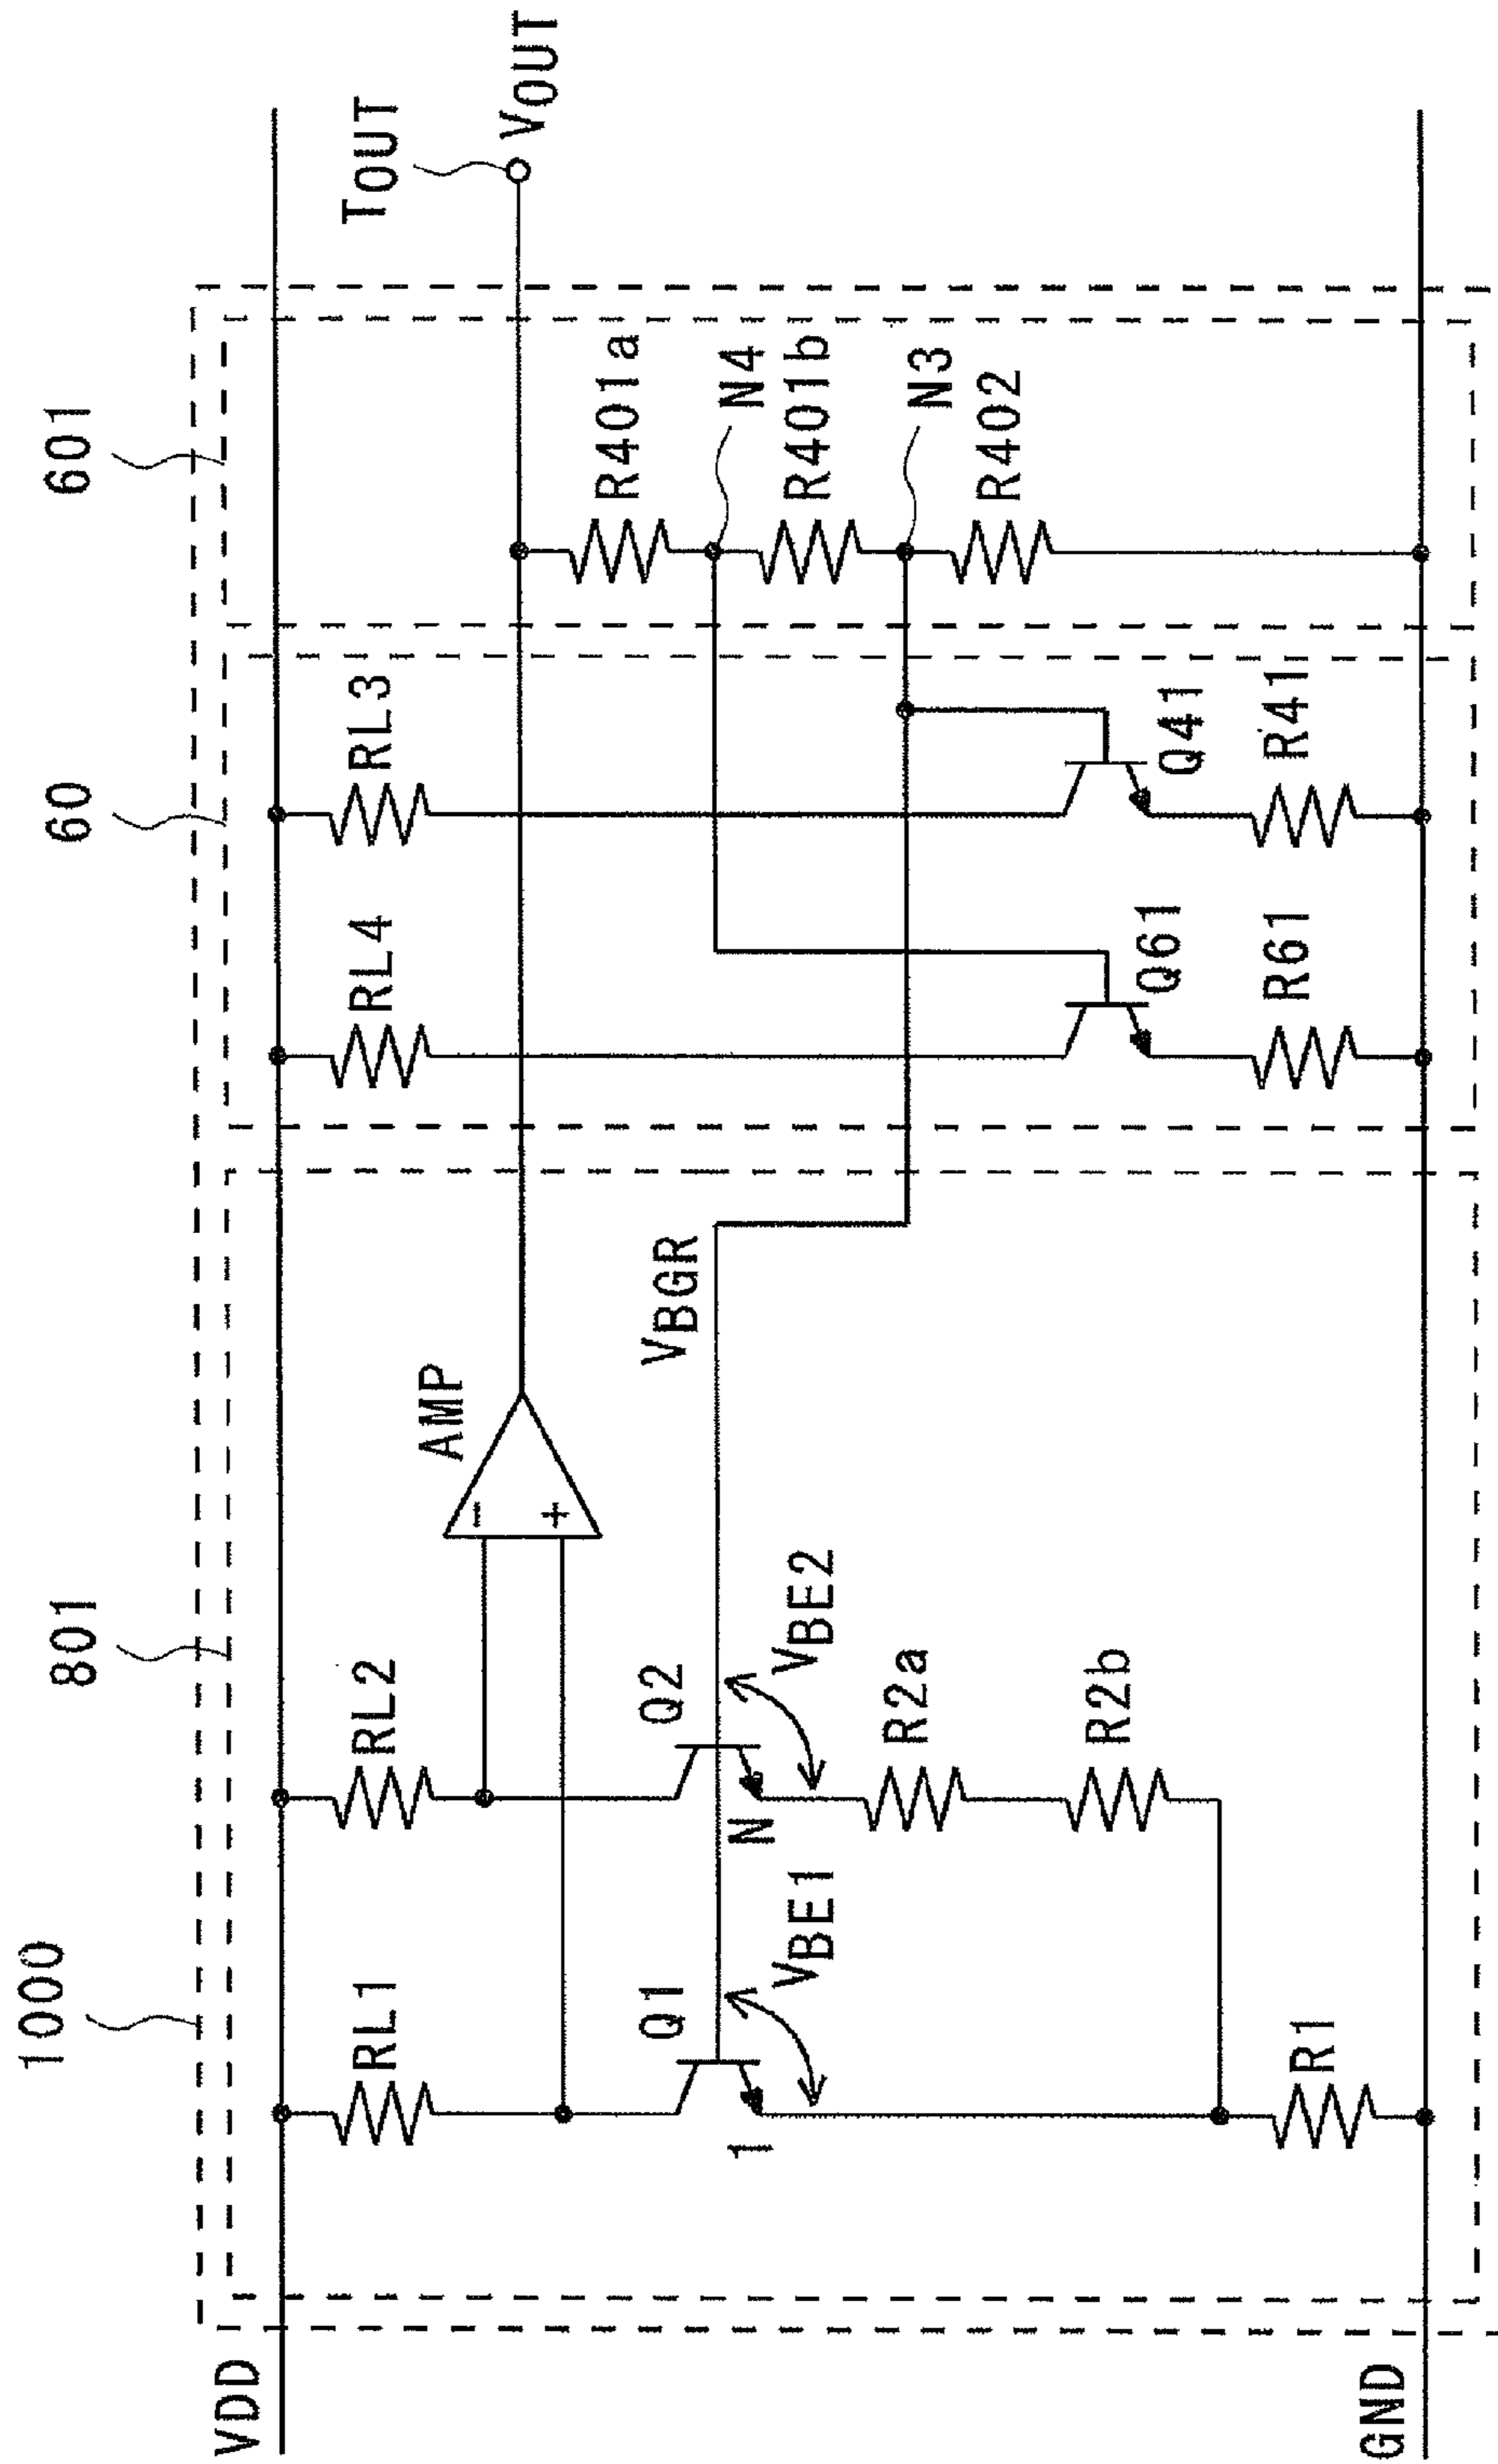 1000
801
60
601
VDD
RL1
RL2
RL4
RL3
TOUT
VOUT
AMP
−
+
R401a
N4
R401b
N3
R402
VBGR
Q1
Q2
1
N
VBE1
VBE2
R2a
R2b
R1
Q61
Q41
R61
R41
GND